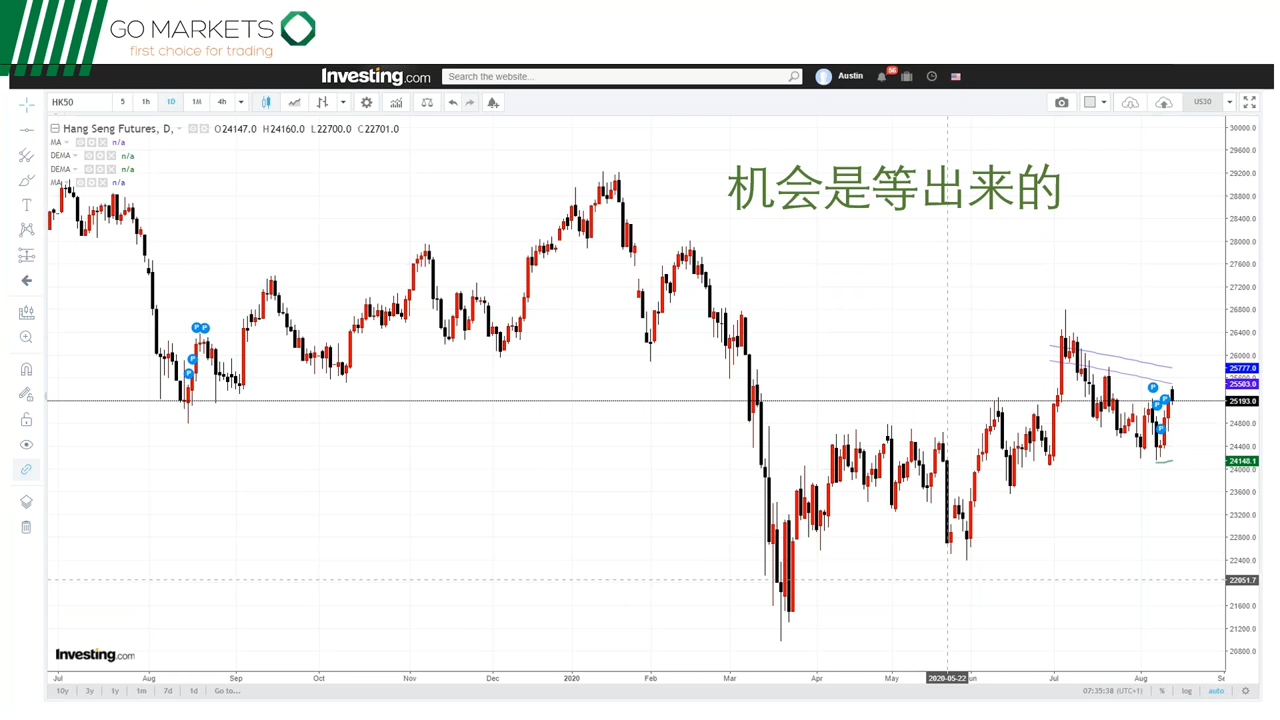 GO MARKETS
first choice for trading
Investing.com
Search the website...
Austin
56
HK50 5 1h 1D 1M 4h US30
Hang Seng Futures, D, O24147.0 H24160.0 L22700.0 C22701.0
MA n/a
DEMA n/a
DEMA n/a
MA n/a
机会是等出来的
30000.0
29600.0
29200.0
28800.0
28400.0
28000.0
27600.0
27200.0
26800.0
26400.0
26000.0
25777.0
25503.0
25193.0
24800.0
24400.0
24148.1
24000.0
23600.0
23200.0
22800.0
22400.0
22051.7
21600.0
21200.0
20800.0
P P
P
P
P
P
P
P
Investing.com
Jul Aug Sep Oct Nov Dec 2020 Feb Mar Apr May 2020-05-22 Jul Aug
10y 3y 1y 1m 7d 1d Go to... 07:35:38 (UTC+1) % log auto